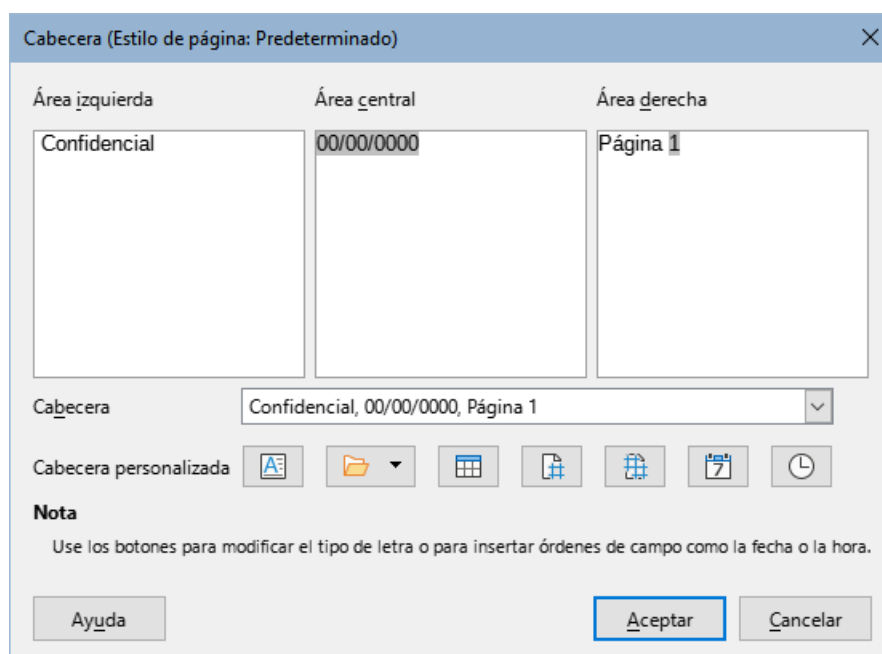 Cabecera (Estilo de página: Predeterminado)
Área izquierda
Área central
Área derecha
Confidencial
00/00/0000
Página 1
Cabecera
Confidencial, 00/00/0000, Página 1
Cabecera personalizada
A
7
Nota
Use los botones para modificar el tipo de letra o para insertar órdenes de campo como la fecha o la hora.
Ayuda
Aceptar
Cancelar